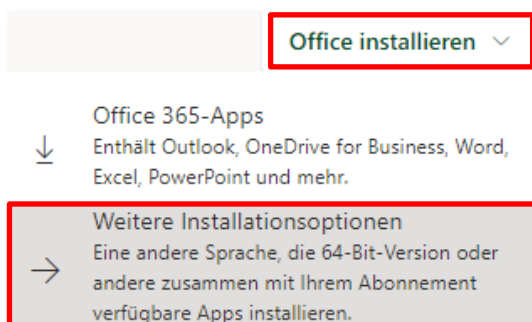 Office installieren
Office 365-Apps
Enthält Outlook, OneDrive for Business, Word,
Excel, PowerPoint und mehr.
Weitere Installationsoptionen
Eine andere Sprache, die 64-Bit-Version oder
andere zusammen mit Ihrem Abonnement
verfügbare Apps installieren.